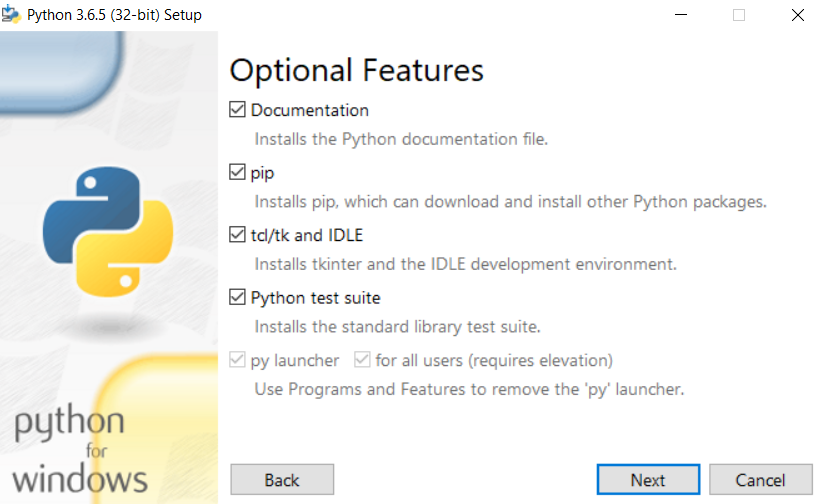 Python 3.6.5 (32-bit) Setup
Optional Features
Documentation
Installs the Python documentation file.
pip
Installs pip, which can download and install other Python packages.
tcl/tk and IDLE
Installs tkinter and the IDLE development environment.
Python test suite
Installs the standard library test suite.
py launcher for all users (requires elevation)
Use Programs and Features to remove the 'py' launcher.
python
for
windows
Back Next Cancel